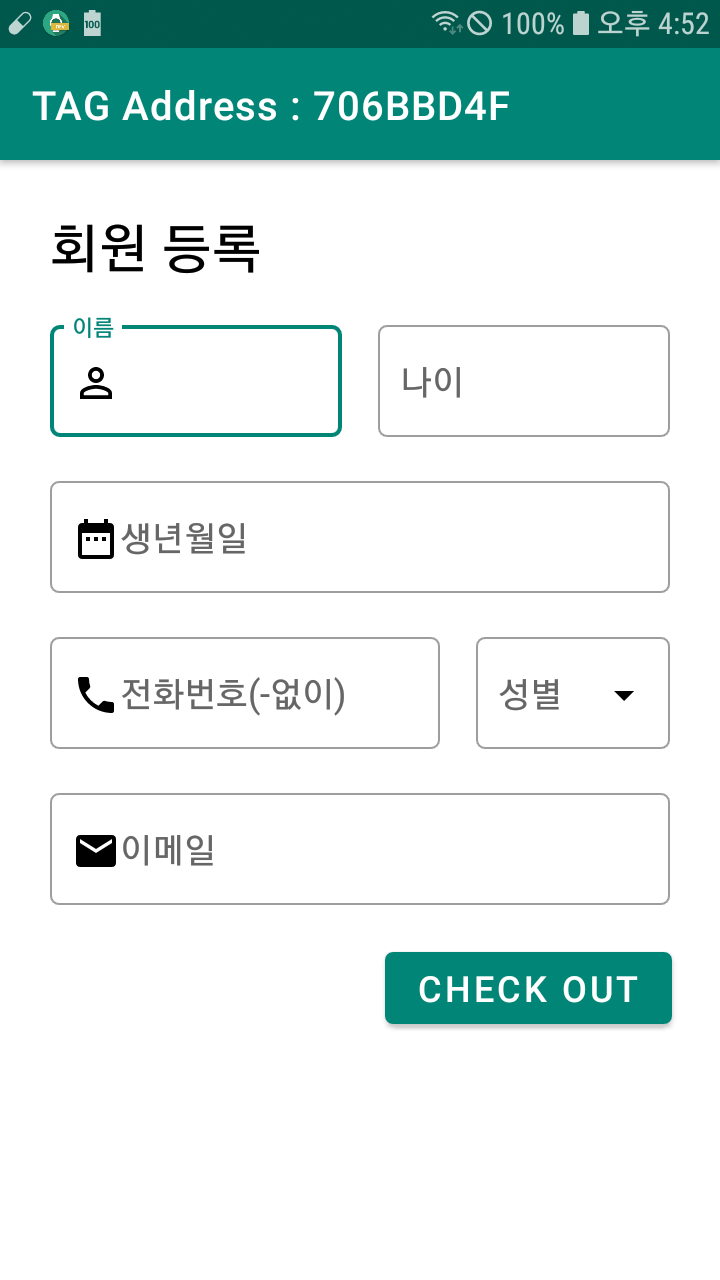 100 100% 오후 4:52
TAG Address : 706BBD4F
회원 등록
이름
나이
생년월일
전화번호(-없이) 성별
이메일
CHECK OUT